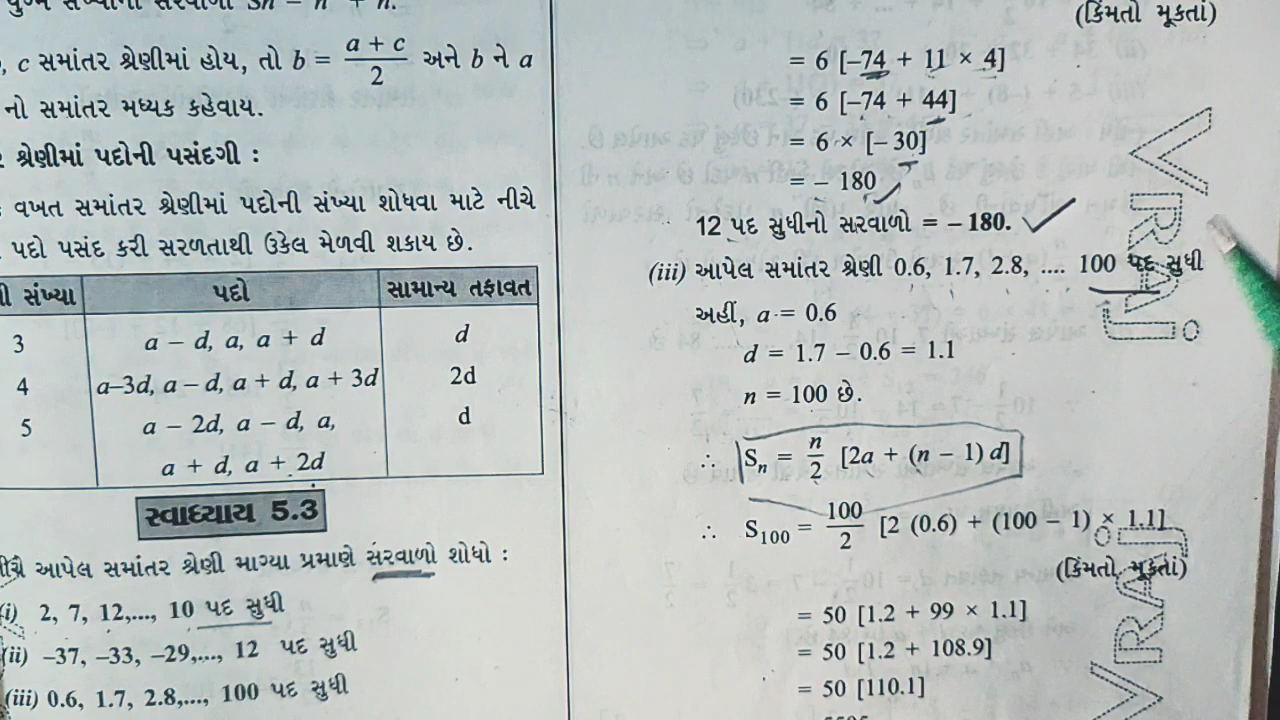 સરવાળો Sn = n² + n.
, c સમાંતર શ્રેણીમાં હોય, તો b = (a + c)/2 અને b ને a
નો સમાંતર મધ્યક કહેવાય.
શ્રેણીમાં પદોની પસંદગી :
વખત સમાંતર શ્રેણીમાં પદોની સંખ્યા શોધવા માટે નીચે
પદો પસંદ કરી સરળતાથી ઉકેલ મેળવી શકાય છે.
સંખ્યા પદો સામાન્ય તફાવત
3 a – d, a, a + d d
4 a–3d, a – d, a + d, a + 3d 2d
5 a – 2d, a – d, a, d
a + d, a + 2d
સ્વાધ્યાય 5.3
આપેલ સમાંતર શ્રેણી માગ્યા પ્રમાણે સરવાળો શોધો :
(i) 2, 7, 12,..., 10 પદ સુધી
(ii) –37, –33, –29,..., 12 પદ સુધી
(iii) 0.6, 1.7, 2.8,..., 100 પદ સુધી
(કિંમતો મૂકતાં)
= 6 [–74 + 11 × 4]
= 6 [–74 + 44]
= 6 × [– 30]
= – 180
12 પદ સુધીનો સરવાળો = – 180.
(iii) આપેલ સમાંતર શ્રેણી 0.6, 1.7, 2.8, .... 100 પદ સુધી
અહીં, a = 0.6
d = 1.7 – 0.6 = 1.1
n = 100 છે.
∴ Sₙ = n/2 [2a + (n – 1) d]
∴ S₁₀₀ = 100/2 [2 (0.6) + (100 – 1) × 1.1]
(કિંમતો મૂકતાં)
= 50 [1.2 + 99 × 1.1]
= 50 [1.2 + 108.9]
= 50 [110.1]